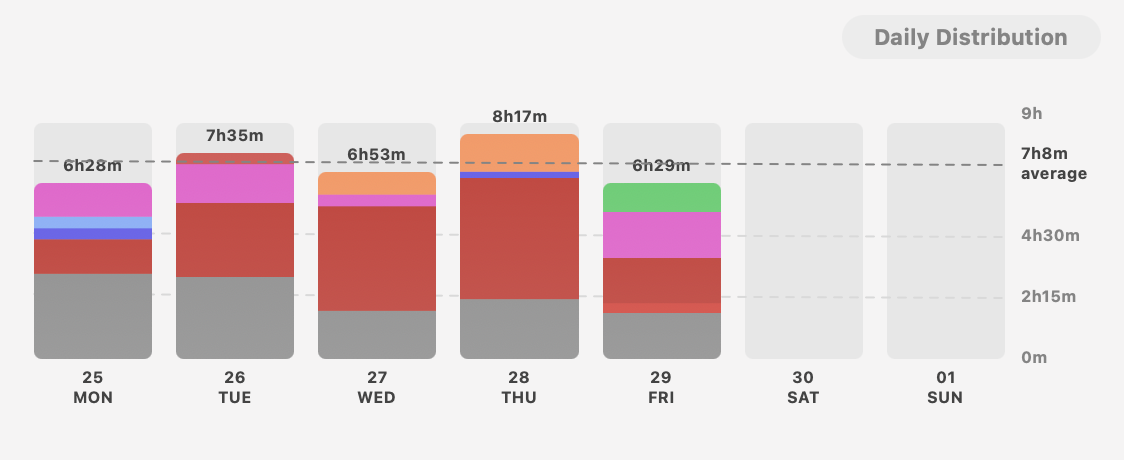 Daily Distribution
9h
8h17m
7h35m
6h53m
6h28m
6h29m
7h8m
average
4h30m
2h15m
0m
25
MON
26
TUE
27
WED
28
THU
29
FRI
30
SAT
01
SUN